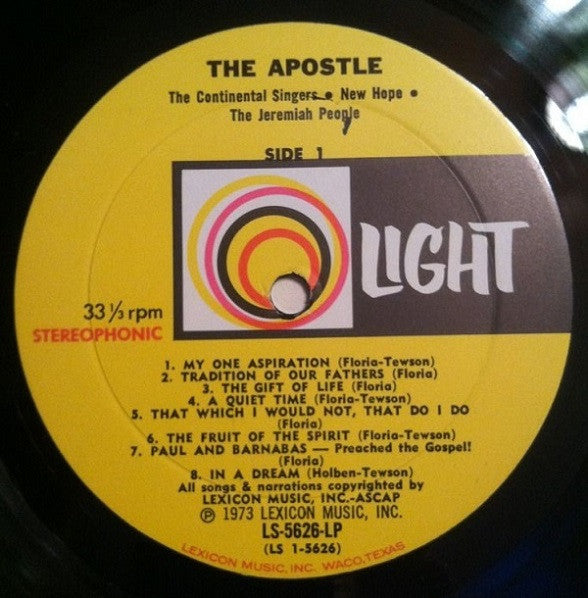 THE APOSTLE
The Continental Singers • New Hope •
The Jeremiah People
SIDE 1
LIGHT
33 1/3 rpm
STEREOPHONIC
1. MY ONE ASPIRATION (Floria-Tewson)
2. TRADITION OF OUR FATHERS (Floria)
3. THE GIFT OF LIFE (Floria)
4. A QUIET TIME (Floria-Tewson)
5. THAT WHICH I WOULD NOT, THAT DO I DO
(Floria)
6. THE FRUIT OF THE SPIRIT (Floria-Tewson)
7. PAUL AND BARNABAS — Preached the Gospel!
(Floria)
8. IN A DREAM (Holben-Tewson)
All songs & narrations copyrighted by
LEXICON MUSIC, INC.-ASCAP
℗ 1973 LEXICON MUSIC, INC.
LS-5626-LP
(LS 1-5626)
LEXICON MUSIC, INC. WACO, TEXAS